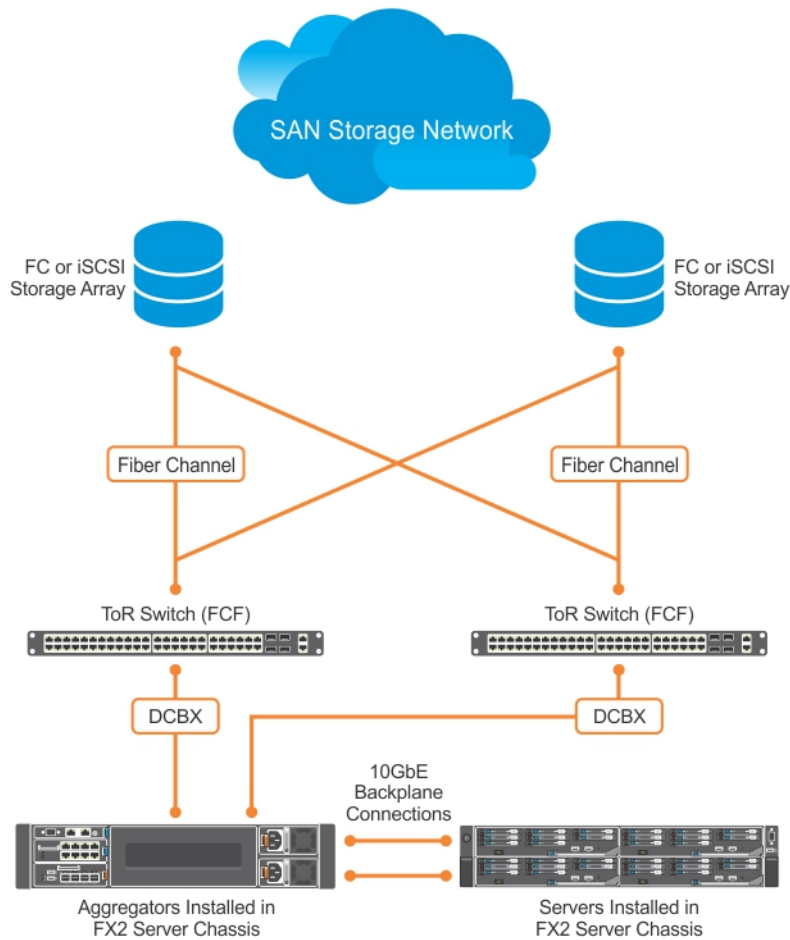 SAN Storage Network
FC or iSCSI
Storage Array
FC or iSCSI
Storage Array
Fiber Channel
Fiber Channel
ToR Switch (FCF)
ToR Switch (FCF)
DCBX
DCBX
10GbE
Backplane
Connections
Aggregators Installed in
FX2 Server Chassis
Servers Installed in
FX2 Server Chassis